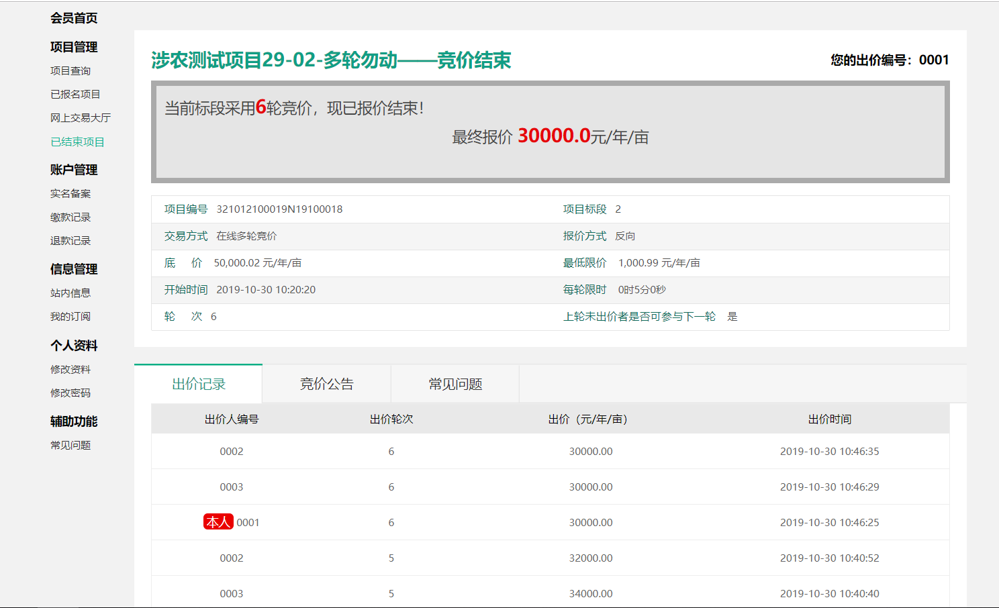 会员首页
项目管理
项目查询
已报名项目
网上交易大厅
已结束项目
账户管理
实名备案
缴款记录
退款记录
信息管理
站内信息
我的订阅
个人资料
修改资料
修改密码
辅助功能
常见问题
涉农测试项目29-02-多轮勿动——竞价结束
您的出价编号：0001
当前标段采用6轮竞价，现已报价结束！
最终报价 30000.0元/年/亩
项目编号 321012100019N19100018 项目标段 2
交易方式 在线多轮竞价 报价方式 反向
底 价 50,000.02 元/年/亩 最低限价 1,000.99 元/年/亩
开始时间 2019-10-30 10:20:20 每轮限时 0时5分0秒
轮 次 6 上轮未出价者是否可参与下一轮 是
出价记录 竞价公告 常见问题
出价人编号 出价轮次 出价（元/年/亩） 出价时间
0002 6 30000.00 2019-10-30 10:46:35
0003 6 30000.00 2019-10-30 10:46:29
本人 0001 6 30000.00 2019-10-30 10:46:25
0002 5 32000.00 2019-10-30 10:40:52
0003 5 34000.00 2019-10-30 10:40:40